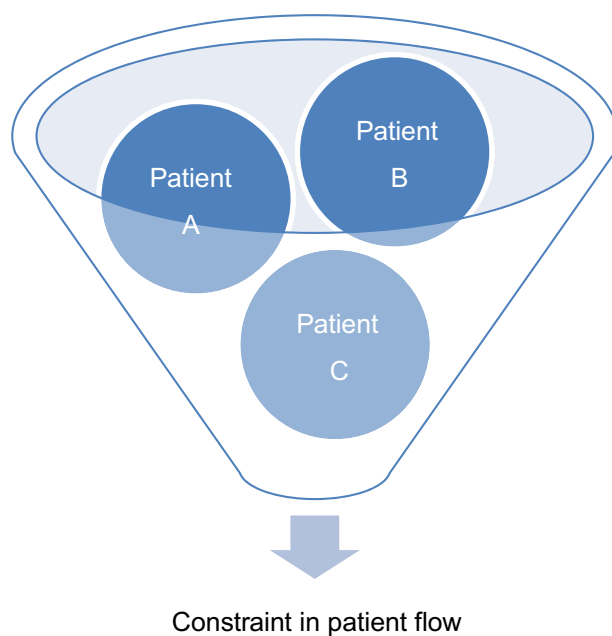 Patient
A
Patient
B
Patient
C
Constraint in patient flow